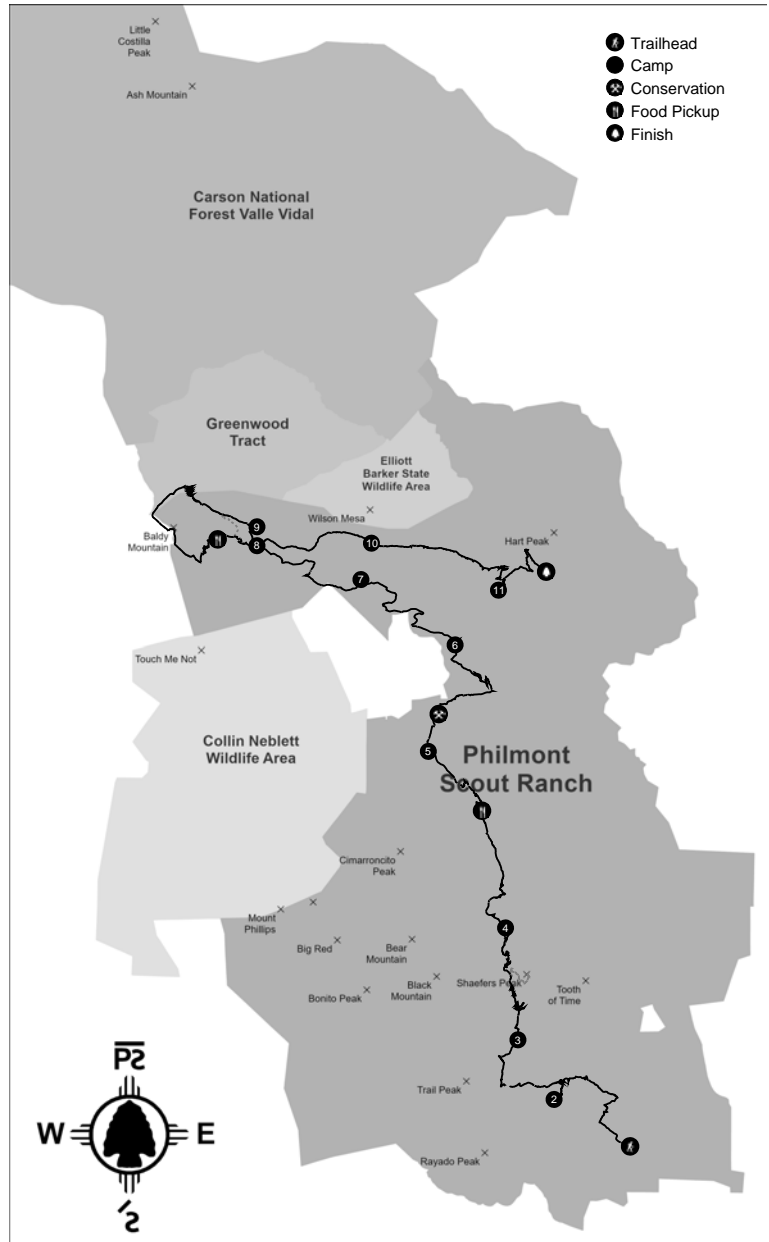 Little
Costilla
Peak
Ash Mountain
Trailhead
Camp
Conservation
Food Pickup
Finish
Carson National
Forest Valle Vidal
Greenwood
Tract
Elliott
Barker State
Wildlife Area
Wilson Mesa
Baldy
Mountain
Hart Peak
9
8
10
7
11
6
Touch Me Not
Collin Neblett
Wildlife Area
5
Philmont
Scout Ranch
Cimarroncito
Peak
Mount
Phillips
Big Red
Bear
Mountain
Bonito Peak
Black
Mountain
Shaefers Peak
Tooth
of Time
4
3
Trail Peak
2
Rayado Peak
W
E